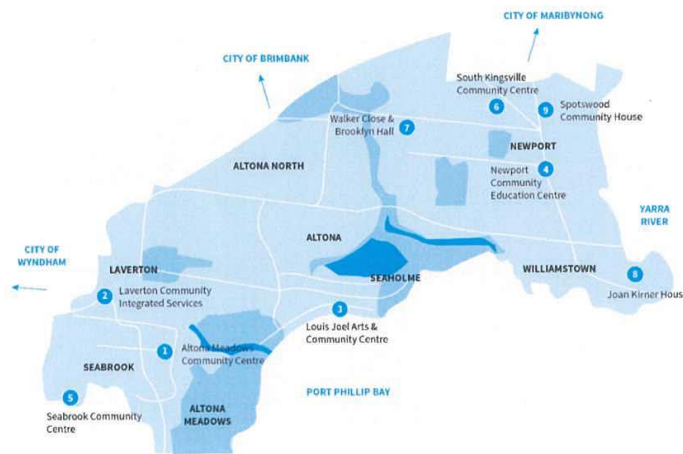 CITY OF MARIBYNONG
CITY OF BRIMBANK
South Kingsville
Community Centre
6
9
Spotswood
Community House
Walker Close &
Brooklyn Hall
7
NEWPORT
ALTONA NORTH
4
Newport
Community
Education Centre
YARRA
RIVER
ALTONA
CITY OF
WYNDHAM
LAVERTON
SEAHOLME
WILLIAMSTOWN
8
Joan Kirner Hous
2
Laverton Community
Integrated Services
3
Louis Joel Arts &
Community Centre
1
Altona Meadows
Community Centre
SEABROOK
PORT PHILLIP BAY
5
Seabrook Community
Centre
ALTONA
MEADOWS